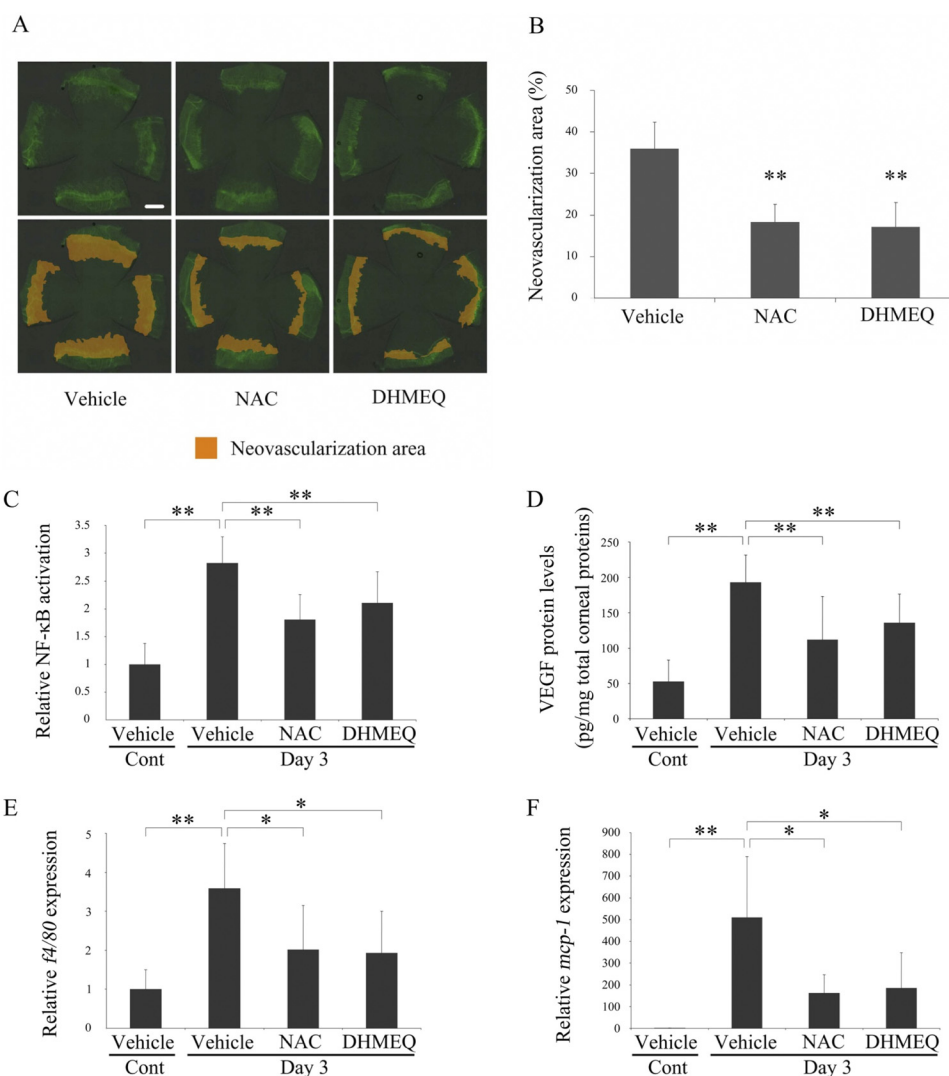 A
B
Vehicle NAC DHMEQ
Neovascularization area
Neovascularization area (%)
50
40
30
20
10
0
** **
Vehicle NAC DHMEQ
C
Relative NF-κB activation
3.5
3
2.5
2
1.5
1
0.5
0
**
** **
Vehicle Vehicle NAC DHMEQ
Cont Day 3
D
VEGF protein levels
(pg/mg total corneal proteins)
250
200
150
100
50
0
**
** **
Vehicle Vehicle NAC DHMEQ
Cont Day 3
E
Relative f4/80 expression
5
4
3
2
1
0
*
** *
Vehicle Vehicle NAC DHMEQ
Cont Day 3
F
Relative mcp-1 expression
900
800
700
600
500
400
300
200
100
0
*
** *
Vehicle Vehicle NAC DHMEQ
Cont Day 3